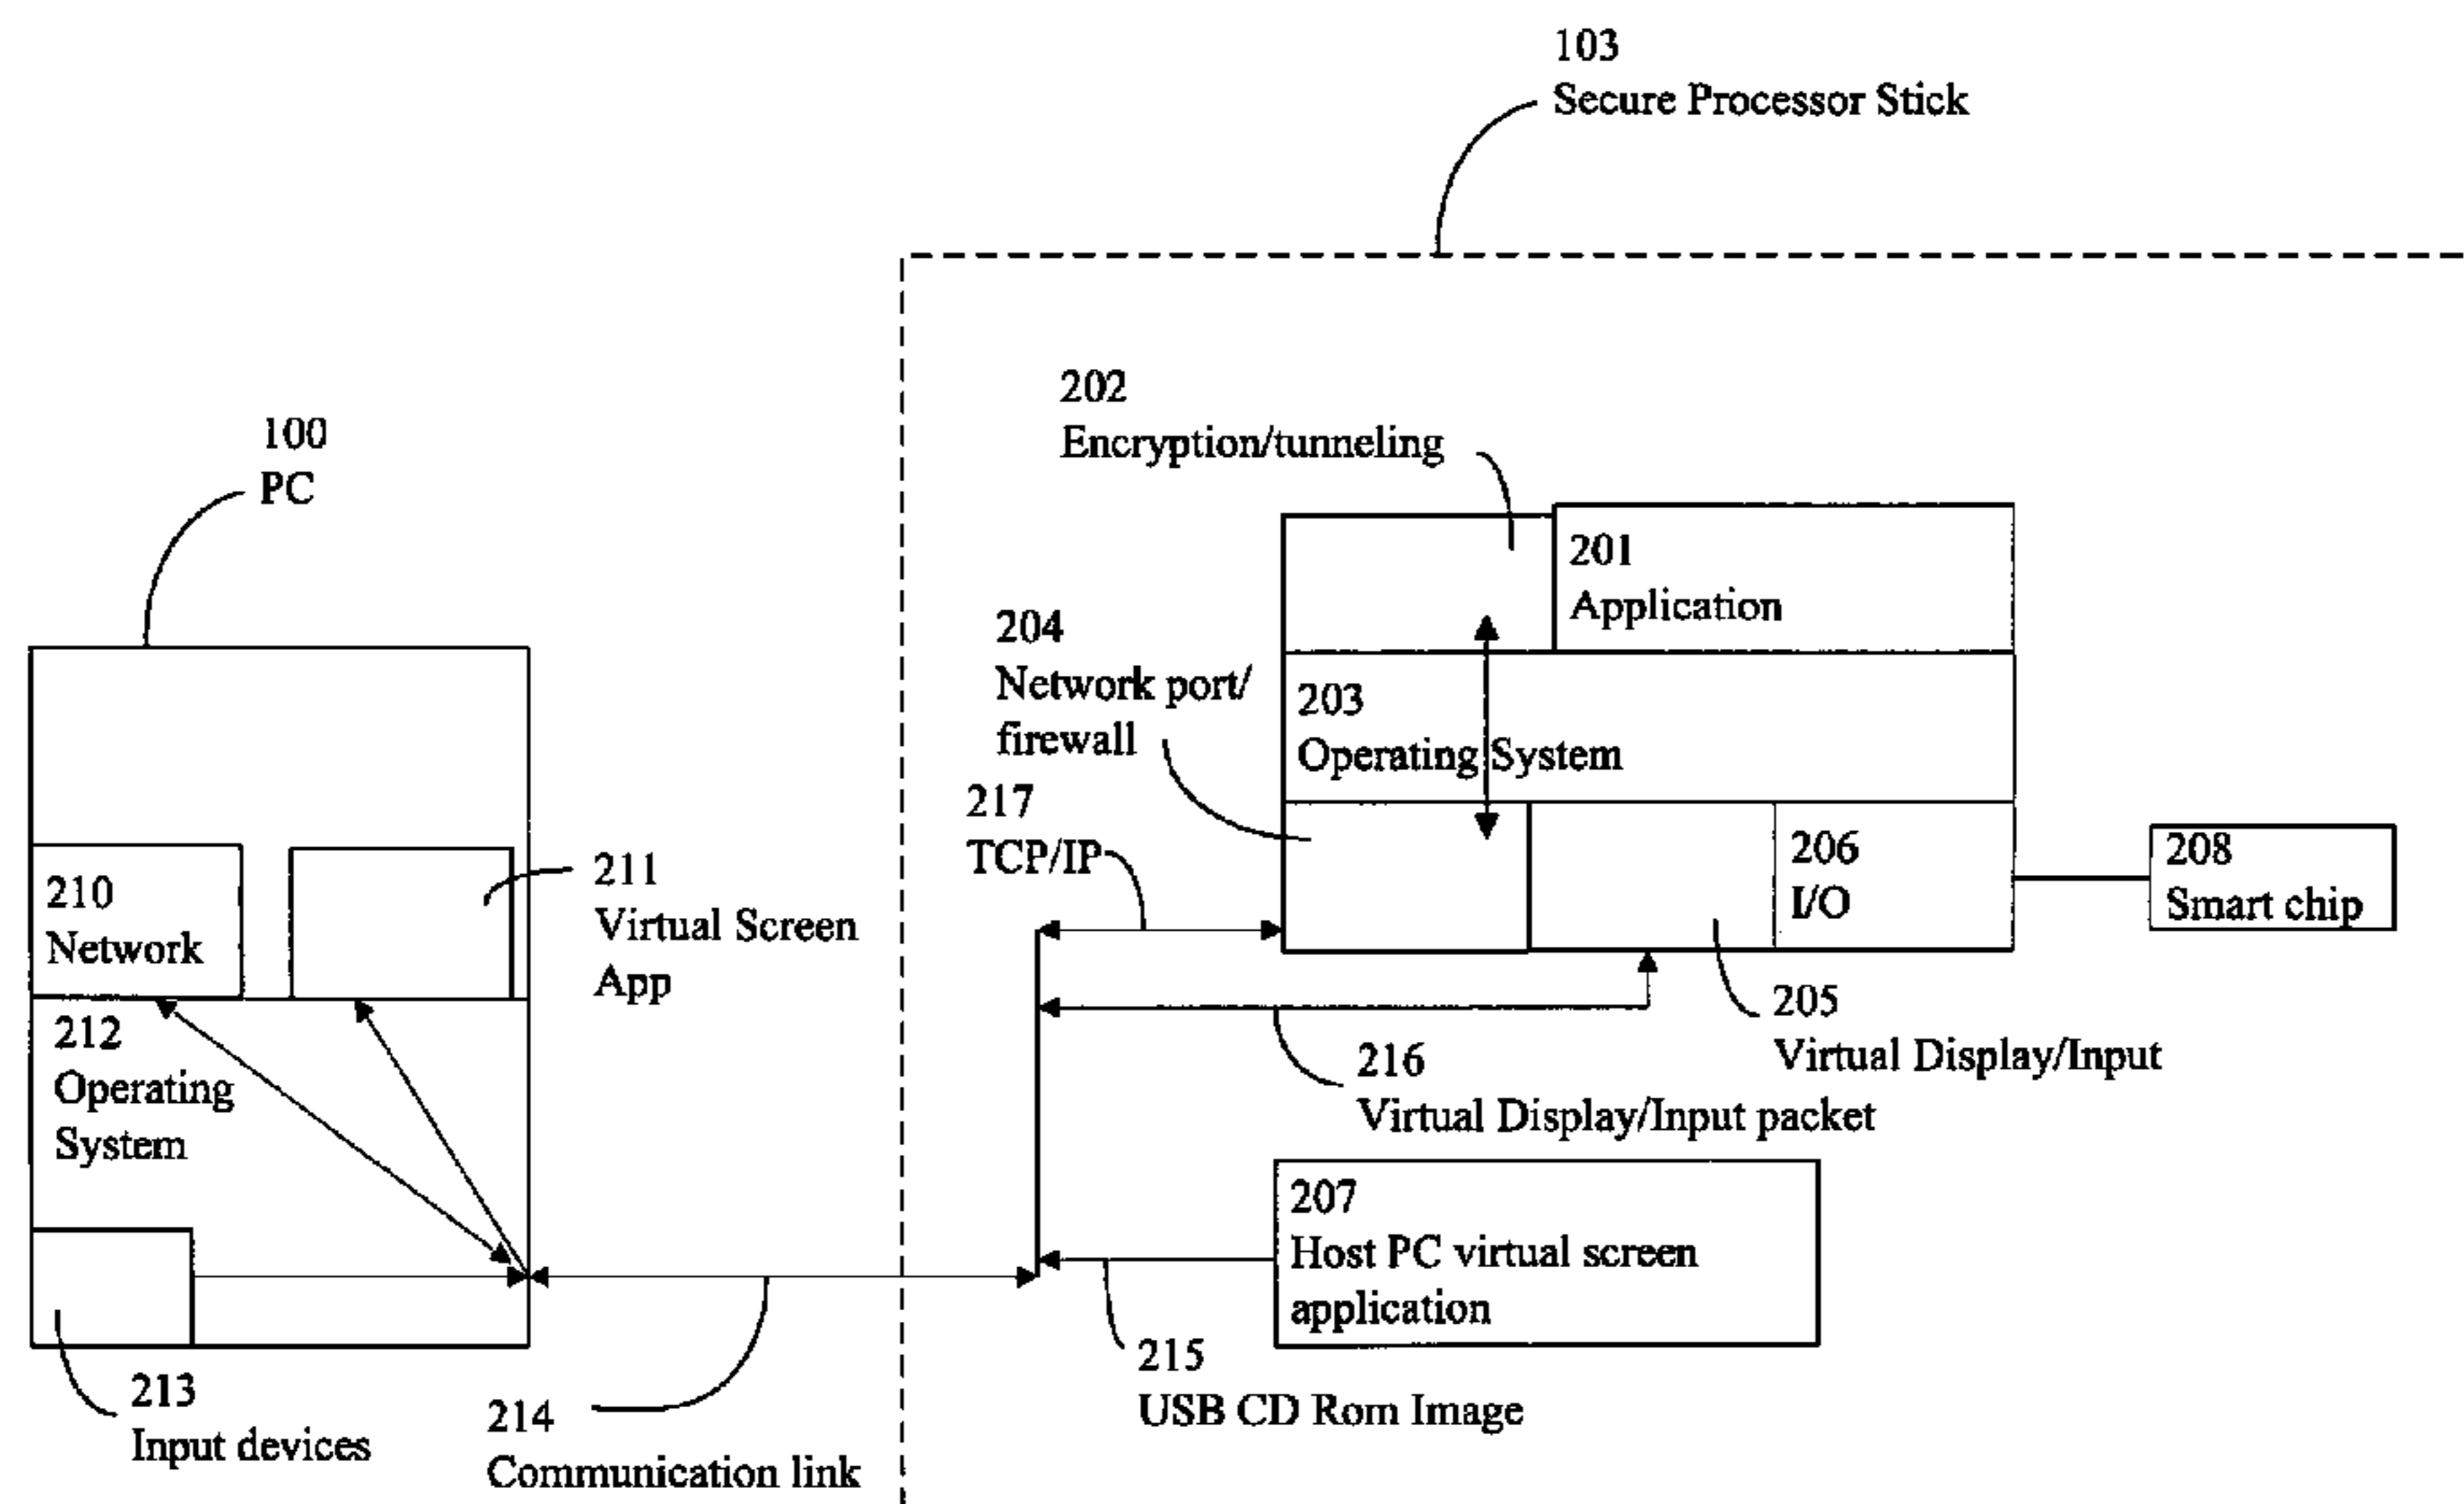 103
Secure Processor Stick
202
Encryption/tunneling
100
PC
201
Application
204
Network port/
firewall
203
Operating System
217
TCP/IP
206
I/O
208
Smart chip
210
Network
211
Virtual Screen
App
205
Virtual Display/Input
212
Operating
System
216
Virtual Display/Input packet
207
Host PC virtual screen
application
215
USB CD Rom Image
213
Input devices
214
Communication link